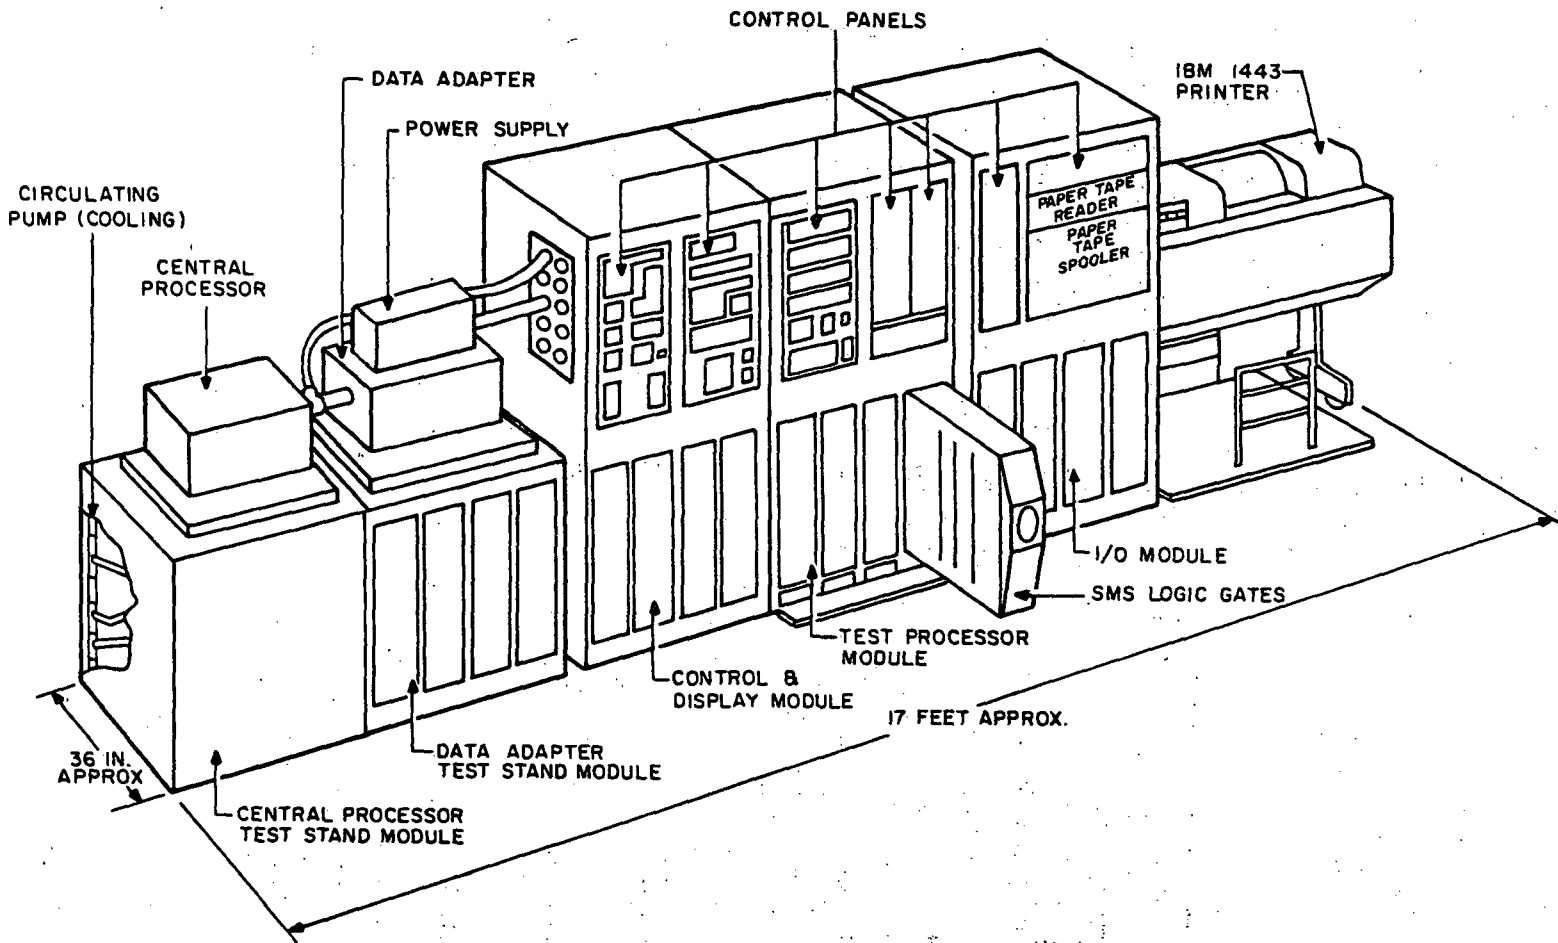 CONTROL PANELS
DATA ADAPTER
IBM 1443
PRINTER
POWER SUPPLY
CIRCULATING
PUMP (COOLING)
CENTRAL
PROCESSOR
PAPER TAPE
READER
PAPER
TAPE
SPOOLER
I/O MODULE
SMS LOGIC GATES
TEST PROCESSOR
MODULE
CONTROL &
DISPLAY MODULE
17 FEET APPROX.
DATA ADAPTER
TEST STAND MODULE
36 IN.
APPROX
CENTRAL PROCESSOR
TEST STAND MODULE